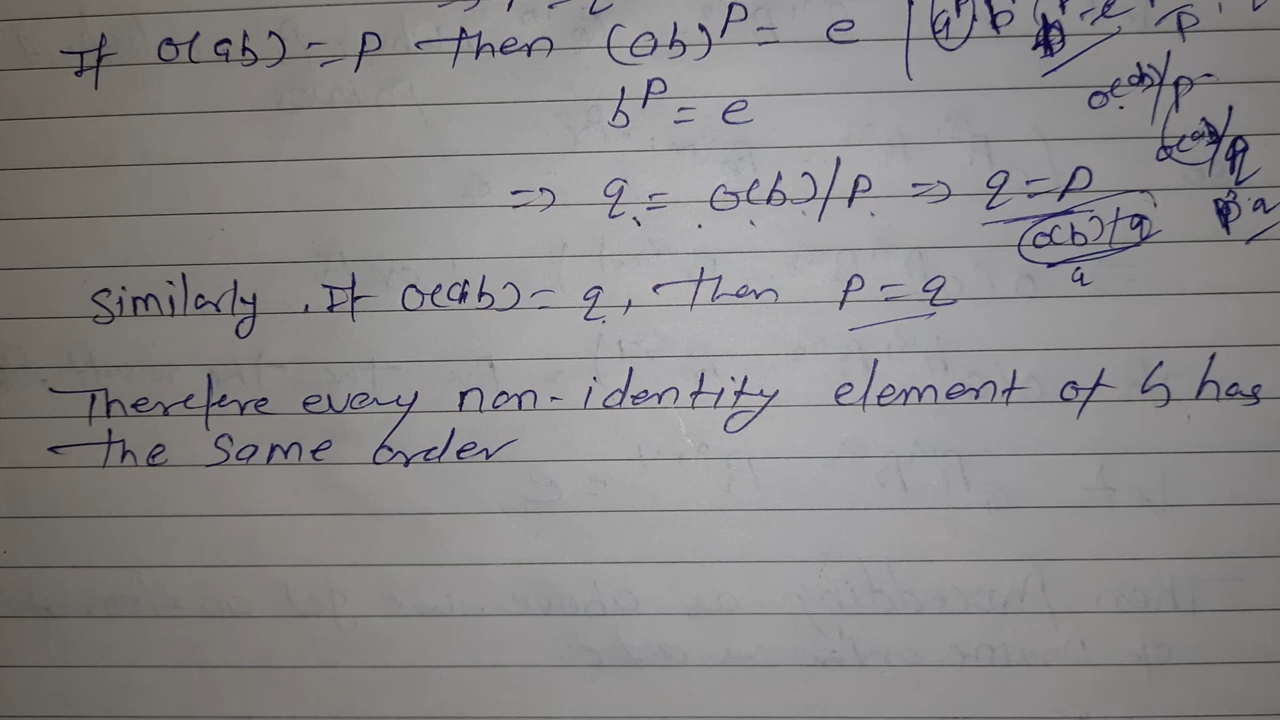 If o(ab) = p then (ab)^p = e
b^p = e
=> q = o(b)/p => q = p
o(b)/q
Similarly, If o(ab) = q, then p = q
Therefore every non-identity element of G has
the same order